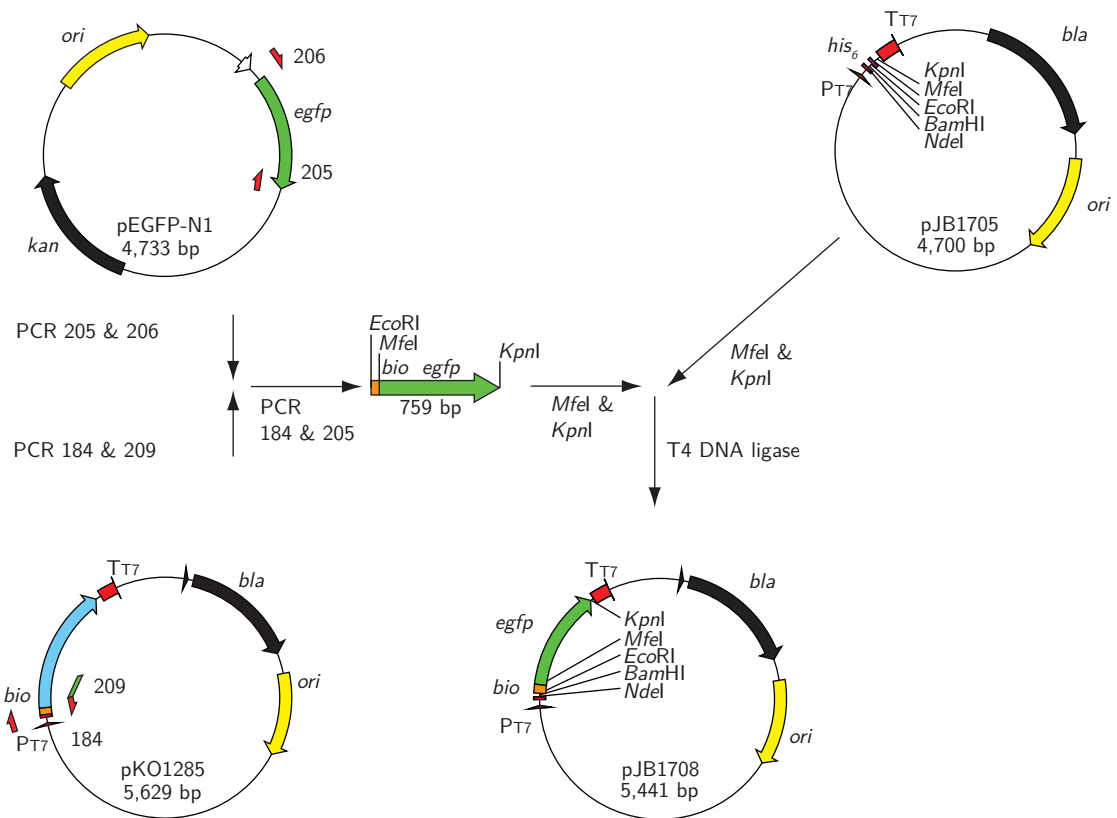 ori
206
egfp
205
pEGFP-N1
4,733 bp
kan
TT7
his6
PT7
KpnI
MfeI
EcoRI
BamHI
NdeI
bla
ori
pJB1705
4,700 bp
PCR 205 & 206
PCR 184 & 209
PCR
184 & 205
EcoRI
MfeI
bio egfp
KpnI
759 bp
MfeI &
KpnI
MfeI &
KpnI
T4 DNA ligase
TT7
bla
209
bio
ori
PT7
184
pKO1285
5,629 bp
TT7
bla
egfp
KpnI
MfeI
EcoRI
BamHI
NdeI
bio
PT7
ori
pJB1708
5,441 bp